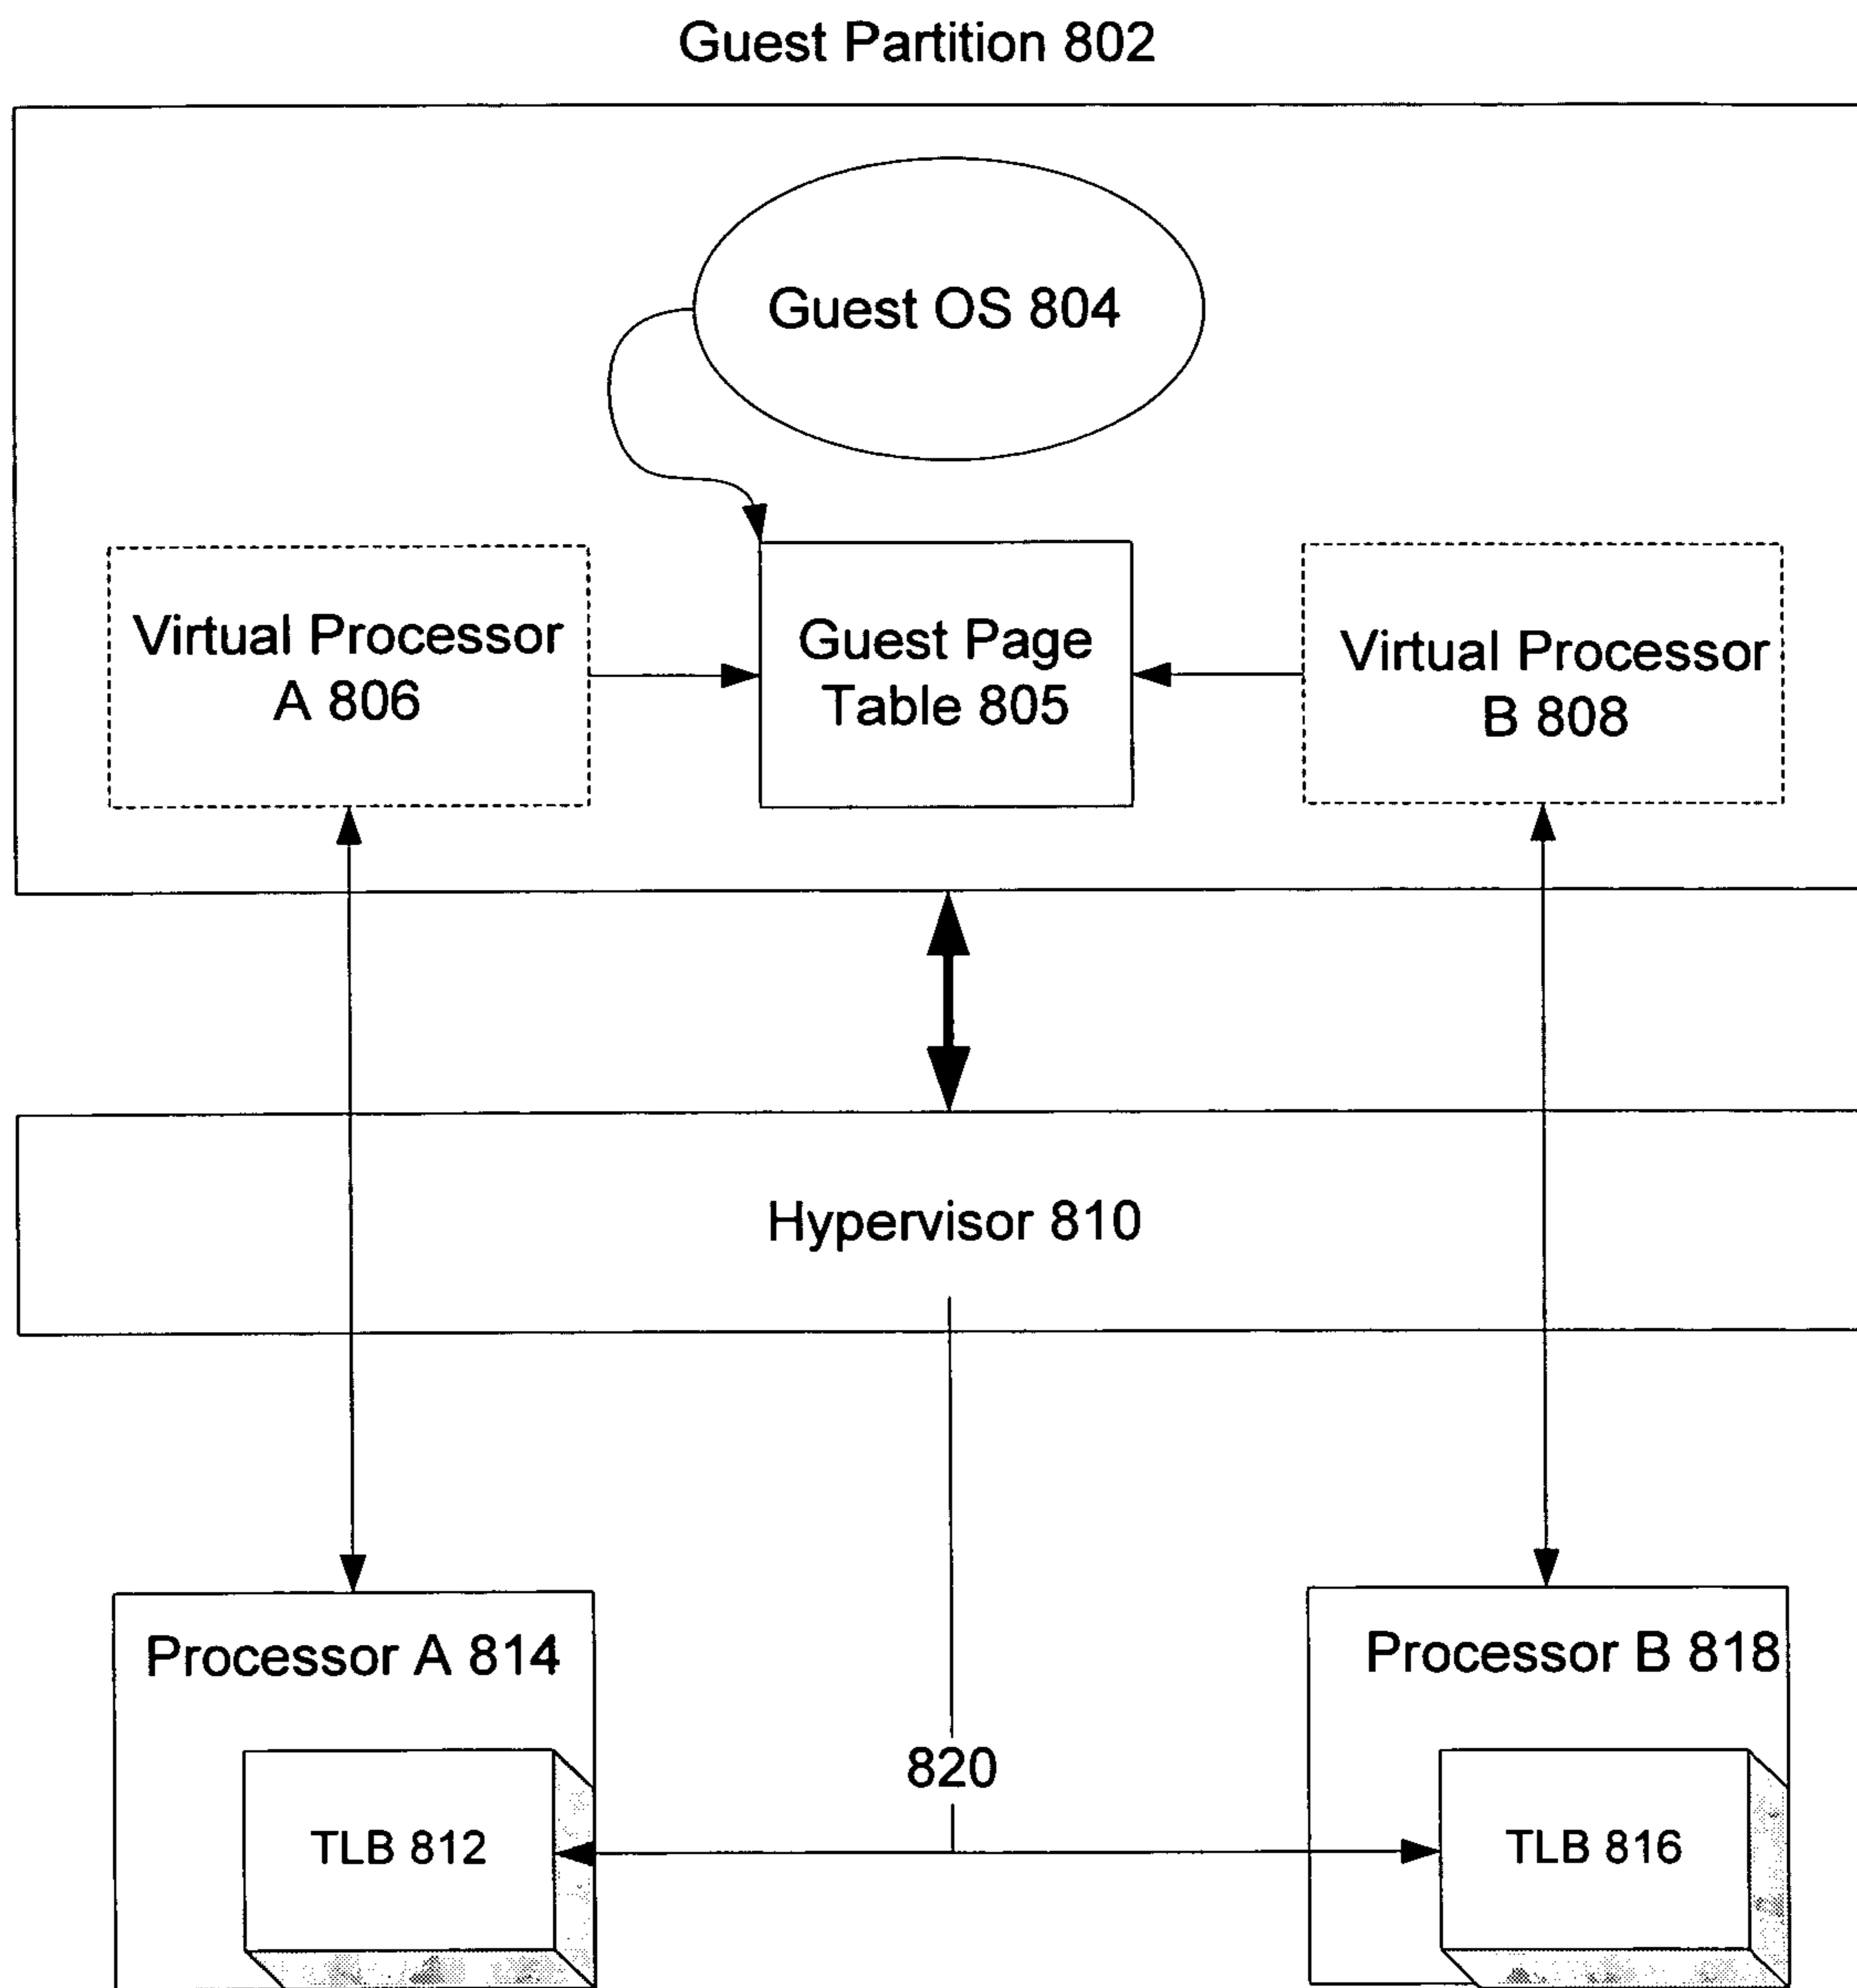 Guest Partition 802
Guest OS 804
Virtual Processor
A 806
Guest Page
Table 805
Virtual Processor
B 808
Hypervisor 810
Processor A 814
Processor B 818
820
TLB 812
TLB 816